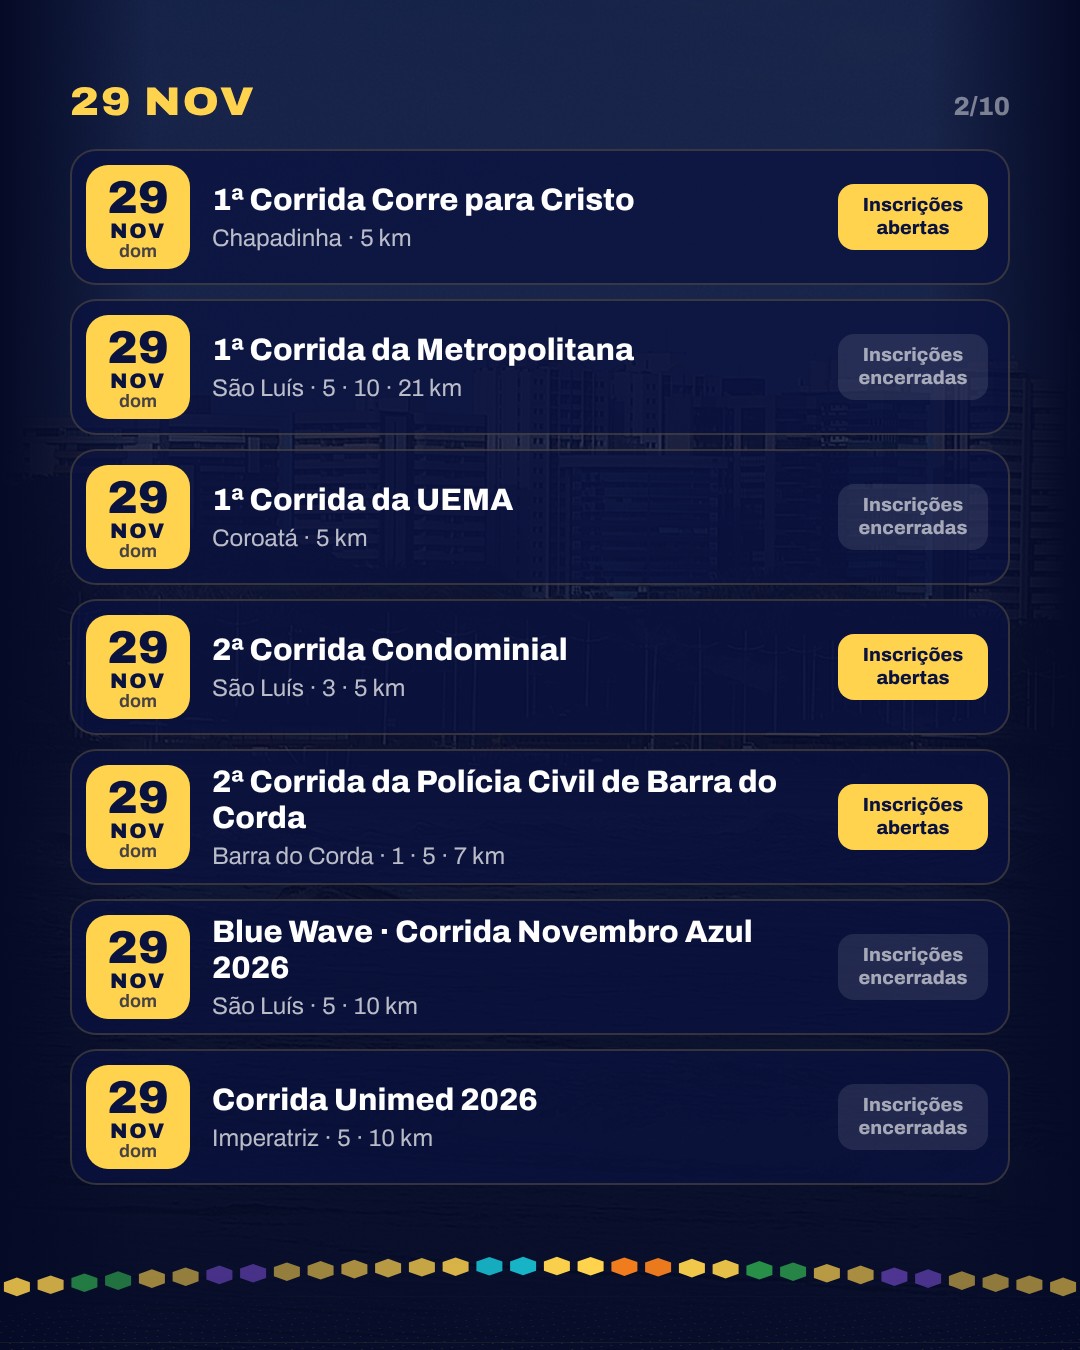 29 NOV
2/10
29
NOV
dom
1ª Corrida Corre para Cristo
Chapadinha · 5 km
Inscrições
abertas
29
NOV
dom
1ª Corrida da Metropolitana
São Luís · 5 · 10 · 21 km
Inscrições
encerradas
29
NOV
dom
1ª Corrida da UEMA
Coroatá · 5 km
Inscrições
encerradas
29
NOV
dom
2ª Corrida Condominial
São Luís · 3 · 5 km
Inscrições
abertas
29
NOV
dom
2ª Corrida da Polícia Civil de Barra do
Corda
Barra do Corda · 1 · 5 · 7 km
Inscrições
abertas
29
NOV
dom
Blue Wave · Corrida Novembro Azul
2026
São Luís · 5 · 10 km
Inscrições
encerradas
29
NOV
dom
Corrida Unimed 2026
Imperatriz · 5 · 10 km
Inscrições
encerradas